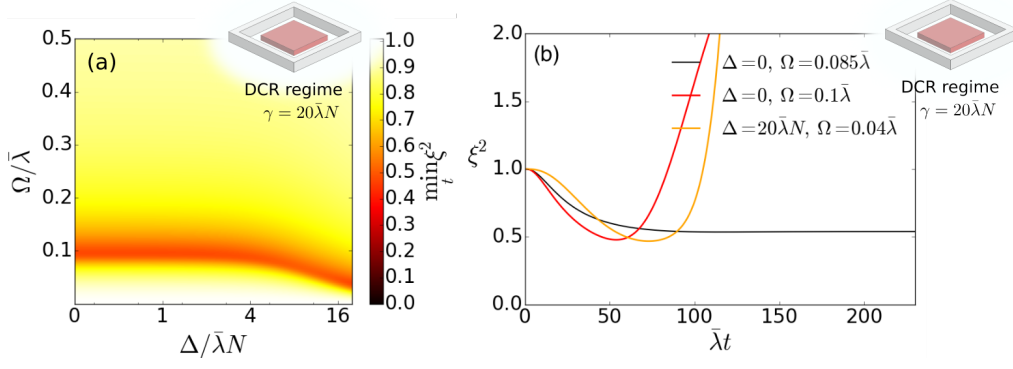 (a)
DCR regime
γ = 20λ̄N
0.5
0.4
0.3
0.2
0.1
0
1
4
16
Ω/λ̄
Δ/λ̄N
1.0
0.9
0.8
0.7
0.6
0.5
0.4
0.3
0.2
0.1
0.0
min ξ²
t
(b)
Δ=0, Ω=0.085λ̄
Δ=0, Ω=0.1λ̄
Δ=20λ̄N, Ω=0.04λ̄
DCR regime
γ = 20λ̄N
2.0
1.5
1.0
0.5
0.0
ξ²
0
50
100
150
200
λ̄t